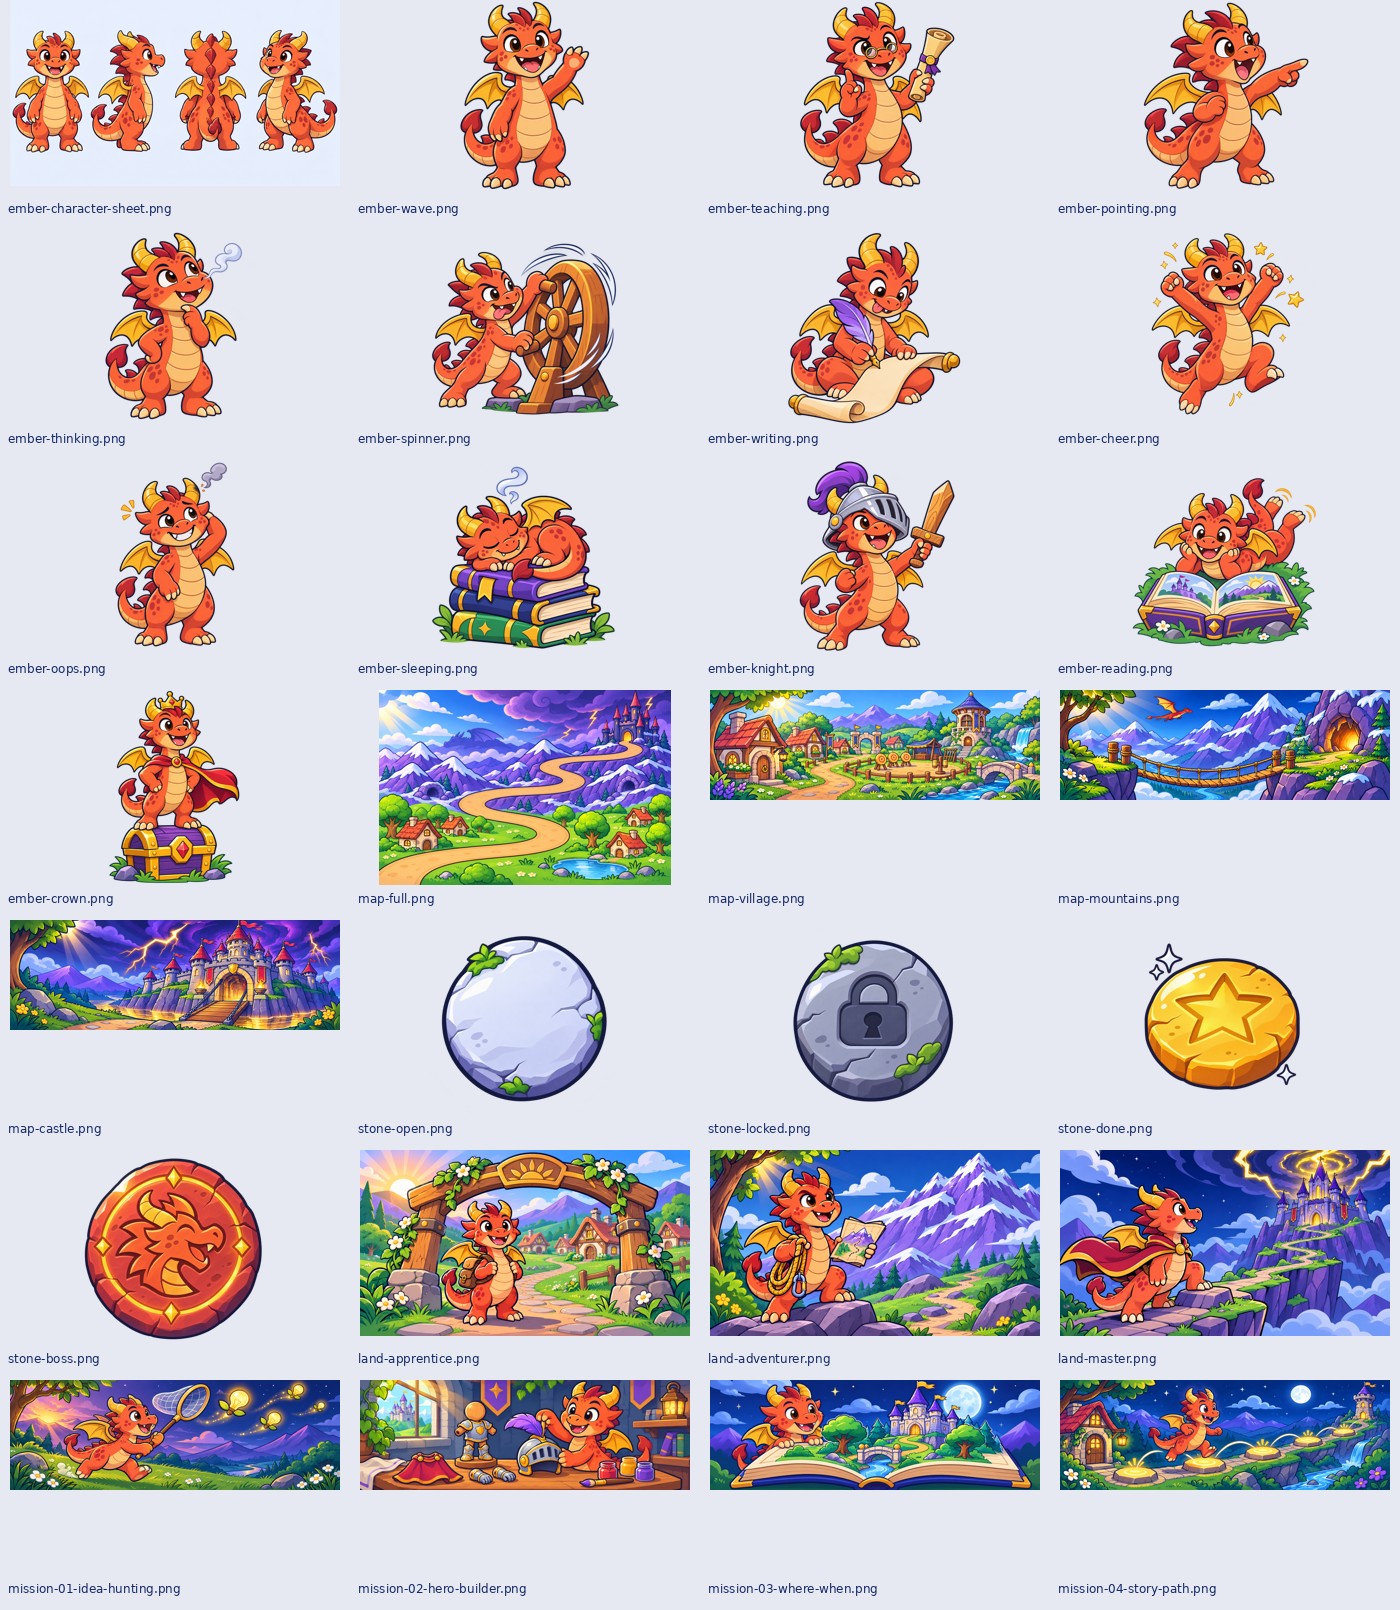 ember-character-sheet.png
ember-wave.png
ember-teaching.png
ember-pointing.png
ember-thinking.png
ember-spinner.png
ember-writing.png
ember-cheer.png
ember-oops.png
ember-sleeping.png
ember-knight.png
ember-reading.png
ember-crown.png
map-full.png
map-village.png
map-mountains.png
map-castle.png
stone-open.png
stone-locked.png
stone-done.png
stone-boss.png
land-apprentice.png
land-adventurer.png
land-master.png
mission-01-idea-hunting.png
mission-02-hero-builder.png
mission-03-where-when.png
mission-04-story-path.png